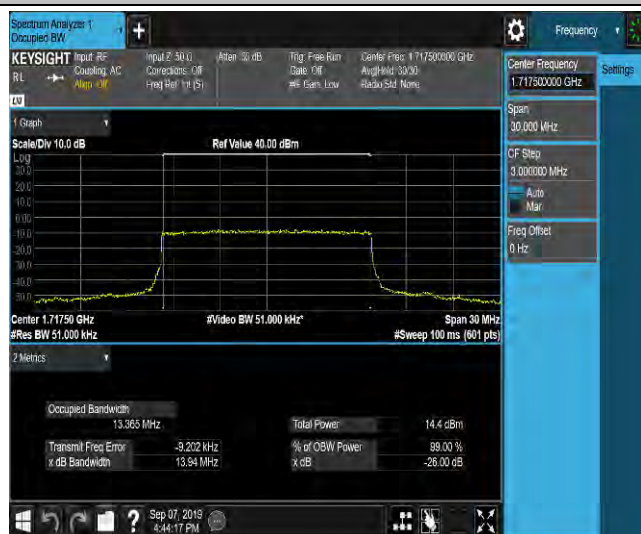 Spectrum Analyzer 1
Occupied BW
Frequency
KEYSIGHT
RL
Input: RF
Coupling: AC
Align: Off
Input Z: 50 Ω
Corrections: Off
Freq Ref: Int (S)
Atten: 30 dB
Trig: Free Run
Gate: Off
#IF Gain: Low
Center Freq: 1.717500000 GHz
Avg|Hold: 30/30
Radio Std: None
Center Frequency
1.717500000 GHz
Settings
Span
30.000 MHz
CF Step
3.000000 MHz
Auto
Man
Freq Offset
0 Hz
1 Graph
Scale/Div 10.0 dB
Ref Value 40.00 dBm
Log
30.0
20.0
10.0
0.00
-10.0
-20.0
-30.0
-40.0
-50.0
Center 1.71750 GHz
#Video BW 51.000 kHz*
Span 30 MHz
#Res BW 51.000 kHz
#Sweep 100 ms (601 pts)
2 Metrics
Occupied Bandwidth
13.365 MHz
Total Power
14.4 dBm
Transmit Freq Error
-9.202 kHz
% of OBW Power
99.00 %
x dB Bandwidth
13.94 MHz
x dB
-26.00 dB
Sep 07, 2019
4:44:17 PM